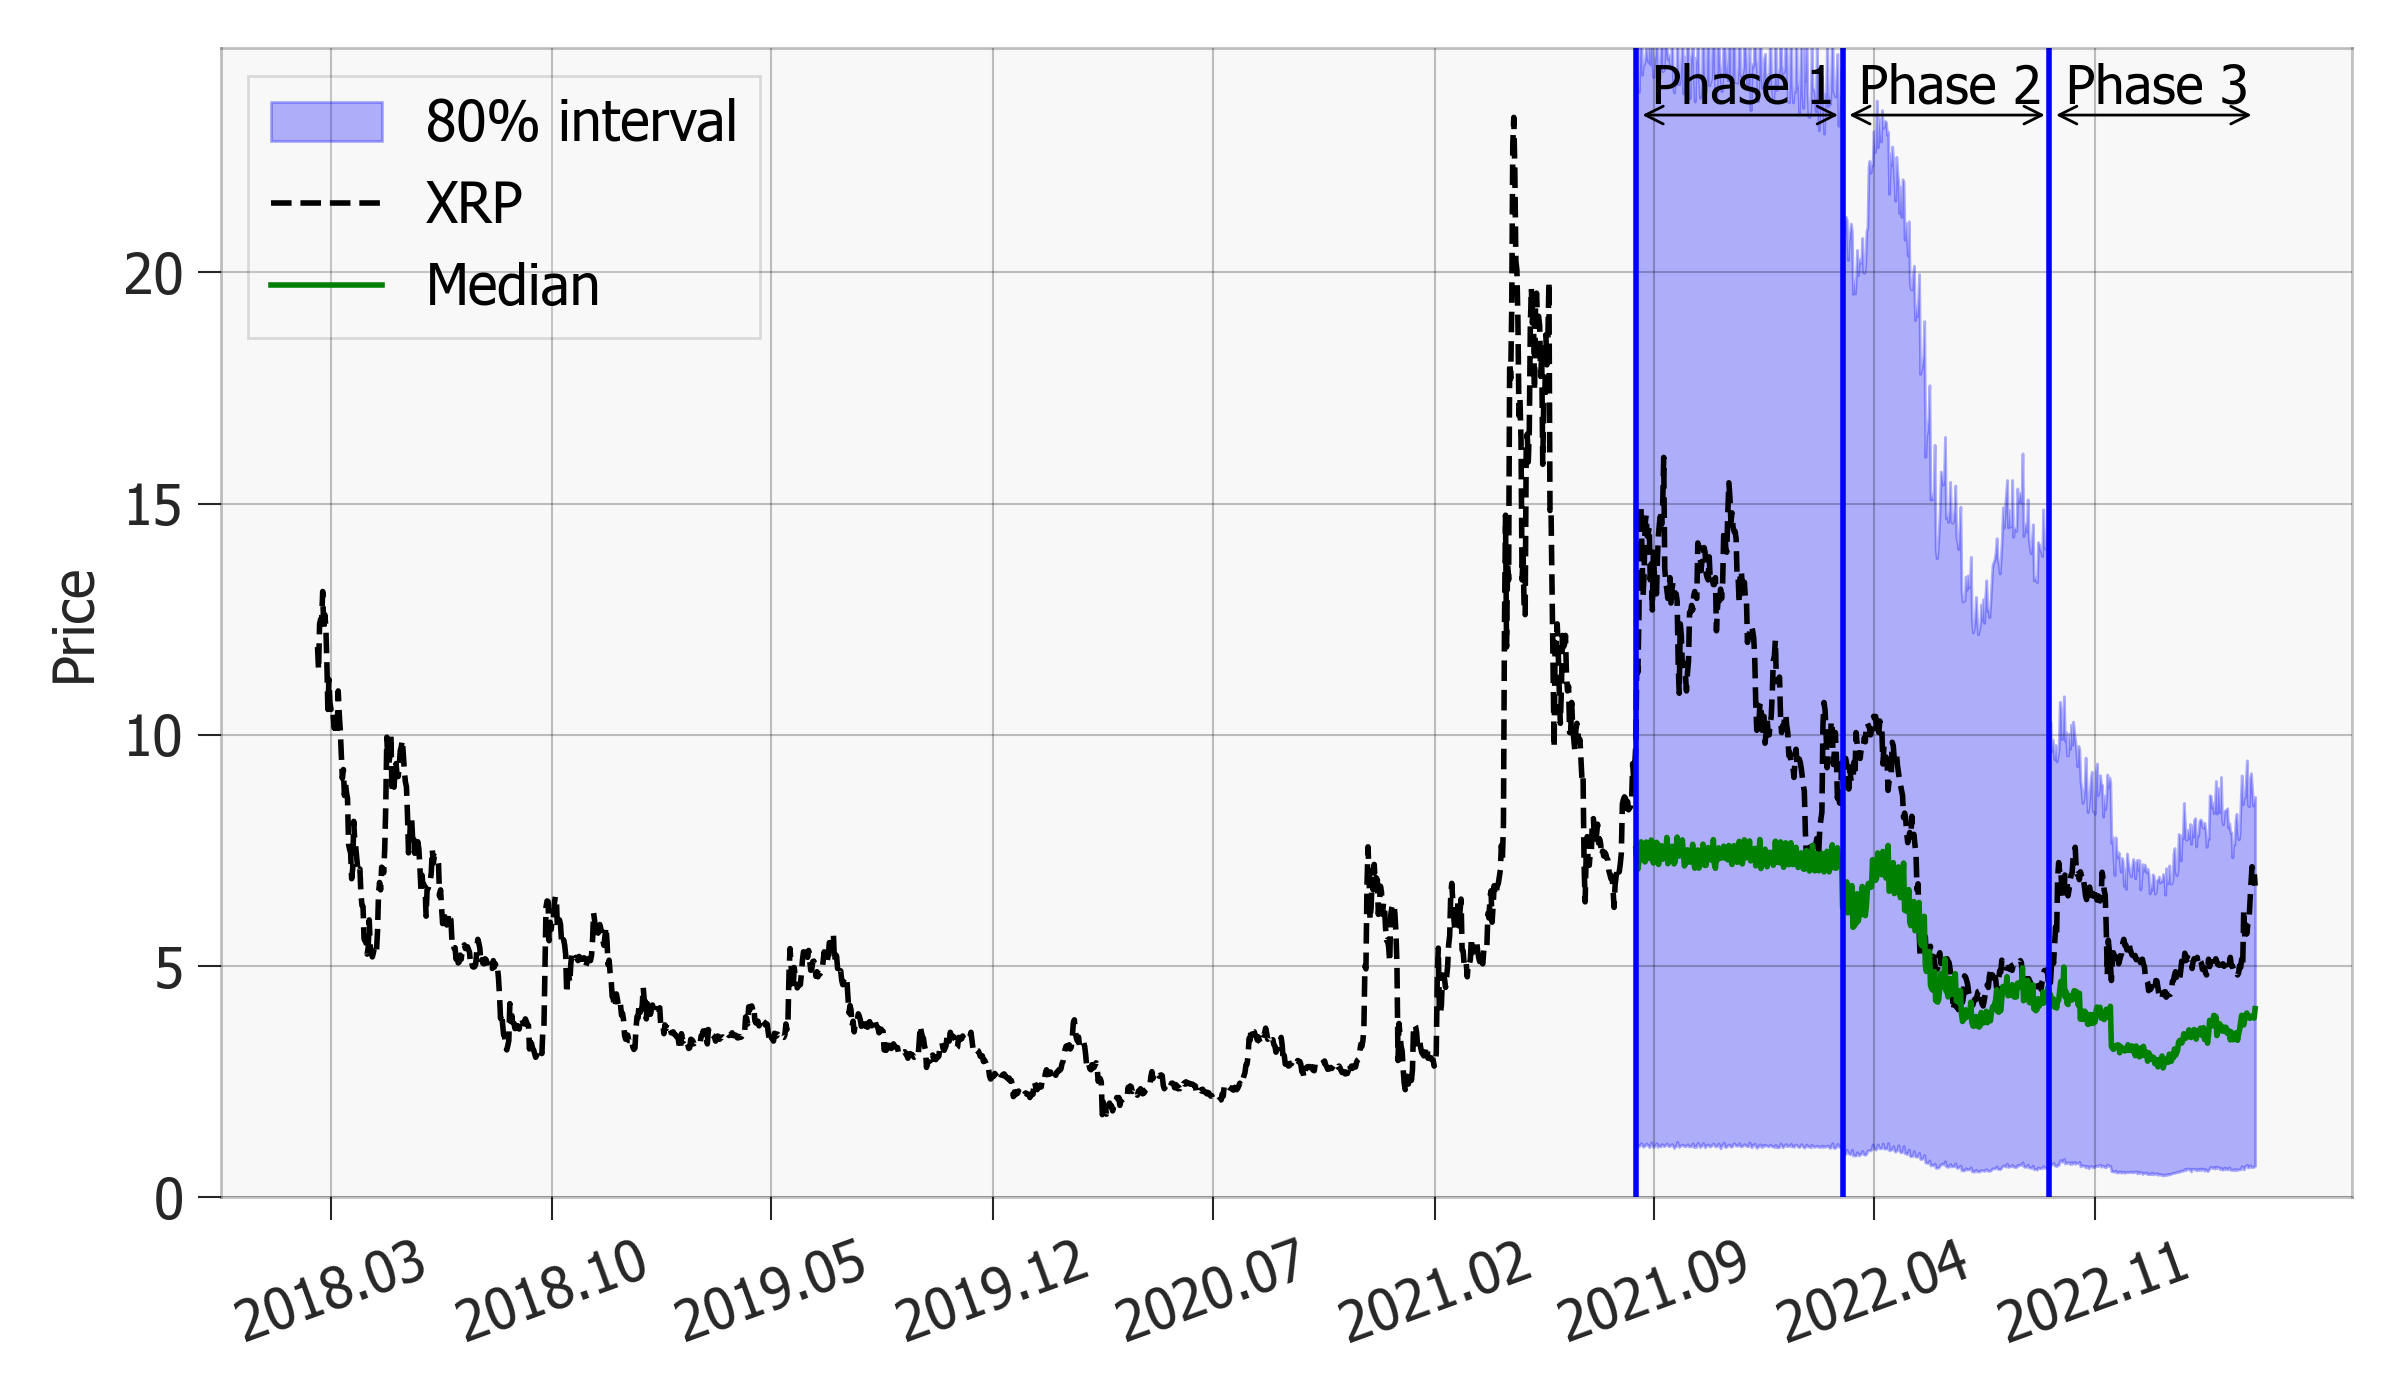 80% interval
XRP
Median
Phase 1
Phase 2
Phase 3
Price
20
15
10
5
0
2018.03
2018.10
2019.05
2019.12
2020.07
2021.02
2021.09
2022.04
2022.11